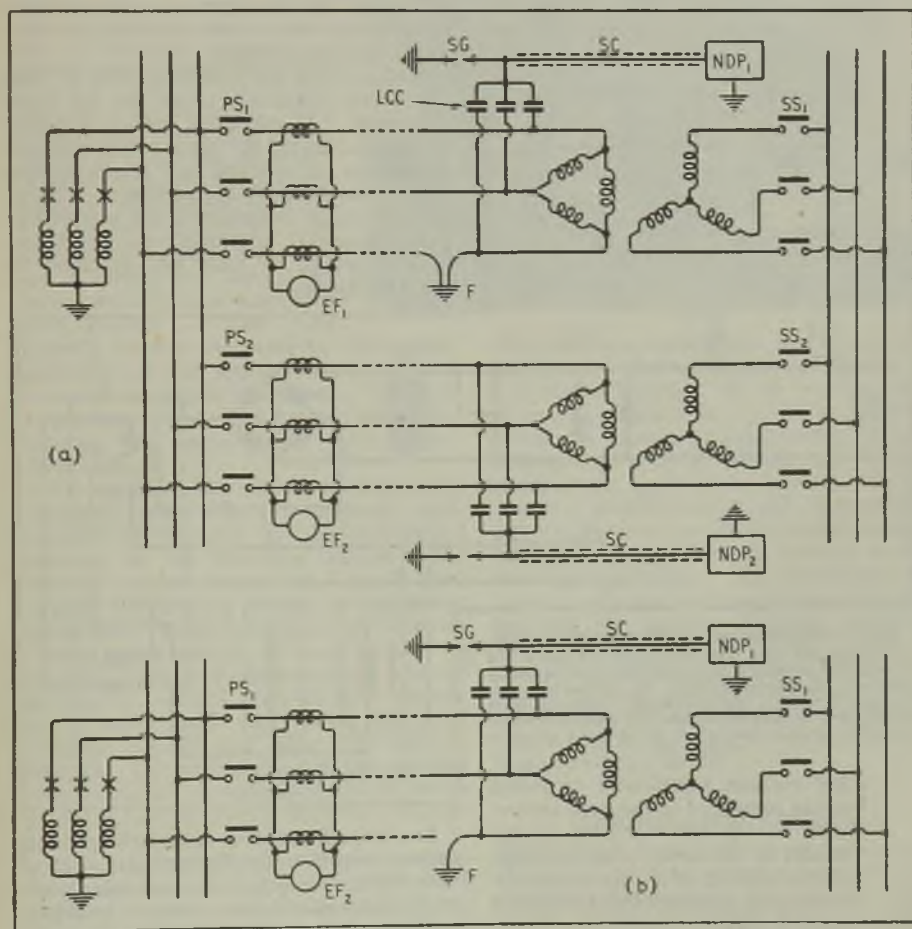 SG SC NDP₁
LCC
PS₁ SS₁
EF₁ F
PS₂ SS₂
(a)
EF₂ SC NDP₂
SG SC NDP₁
PS₁ SS₁
EF₂ F (b)